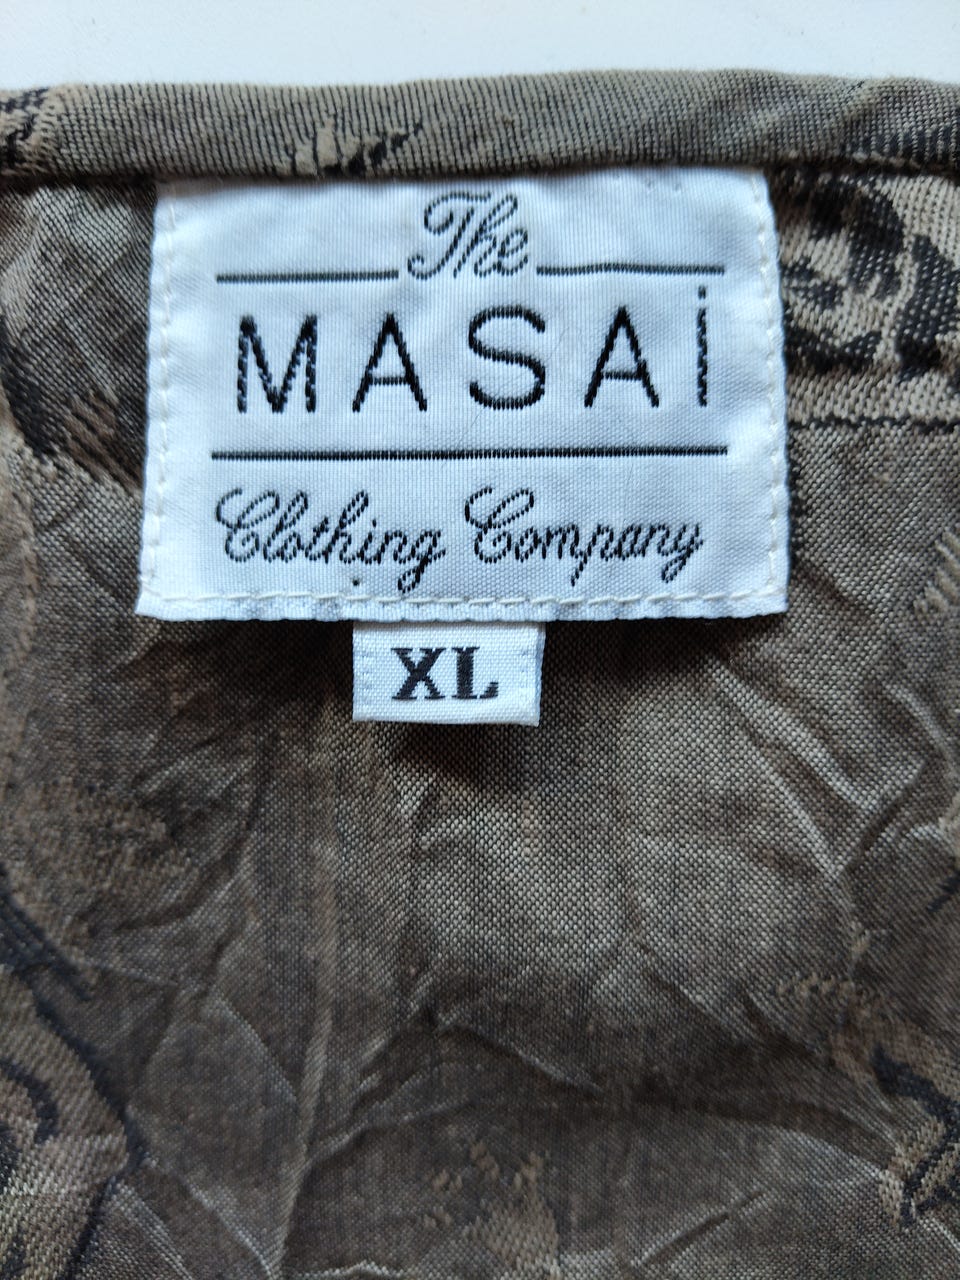 The
MASAi
Clothing Company
XL